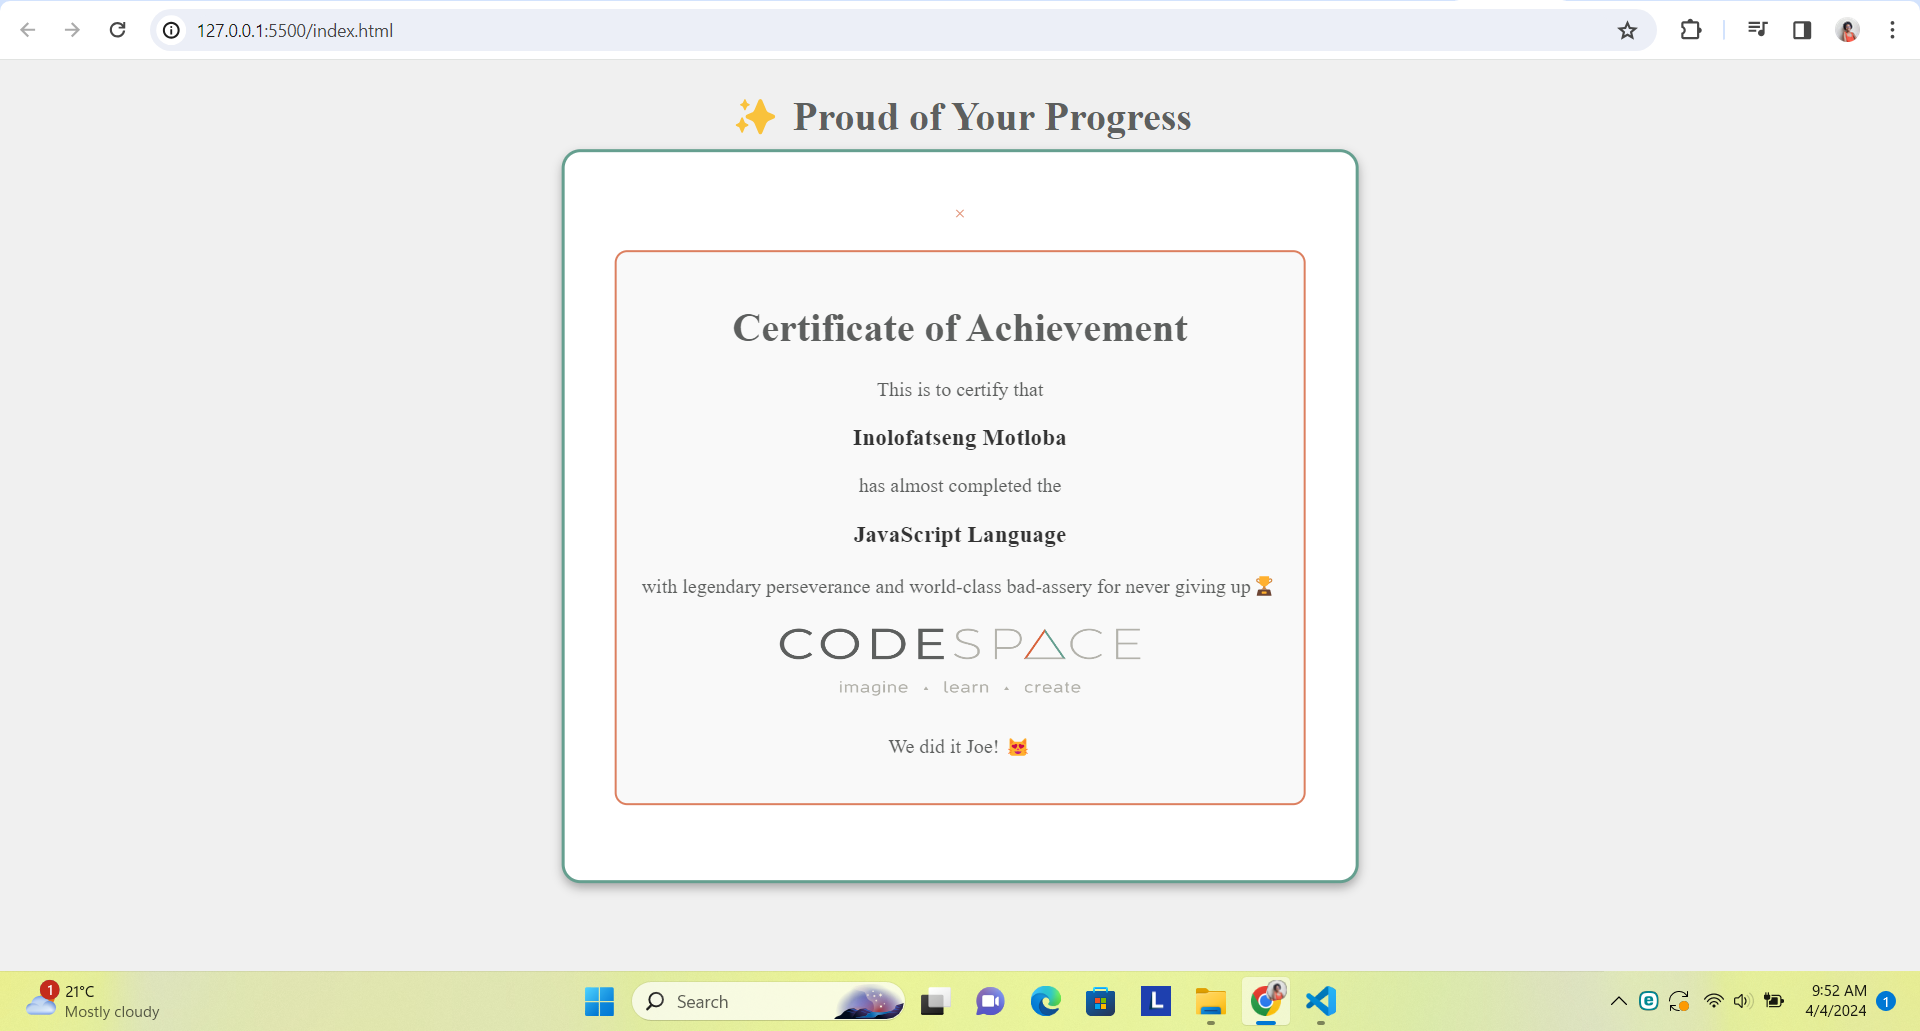 127.0.0.1:5500/index.html
✨ Proud of Your Progress
×
Certificate of Achievement
This is to certify that
Inolofatseng Motloba
has almost completed the
JavaScript Language
with legendary perseverance and world-class bad-assery for never giving up🏆
CODESPACE
imagine • learn • create
We did it Joe! 😻
1
21°C
Mostly cloudy
Search
L
e
9:52 AM
4/4/2024
1